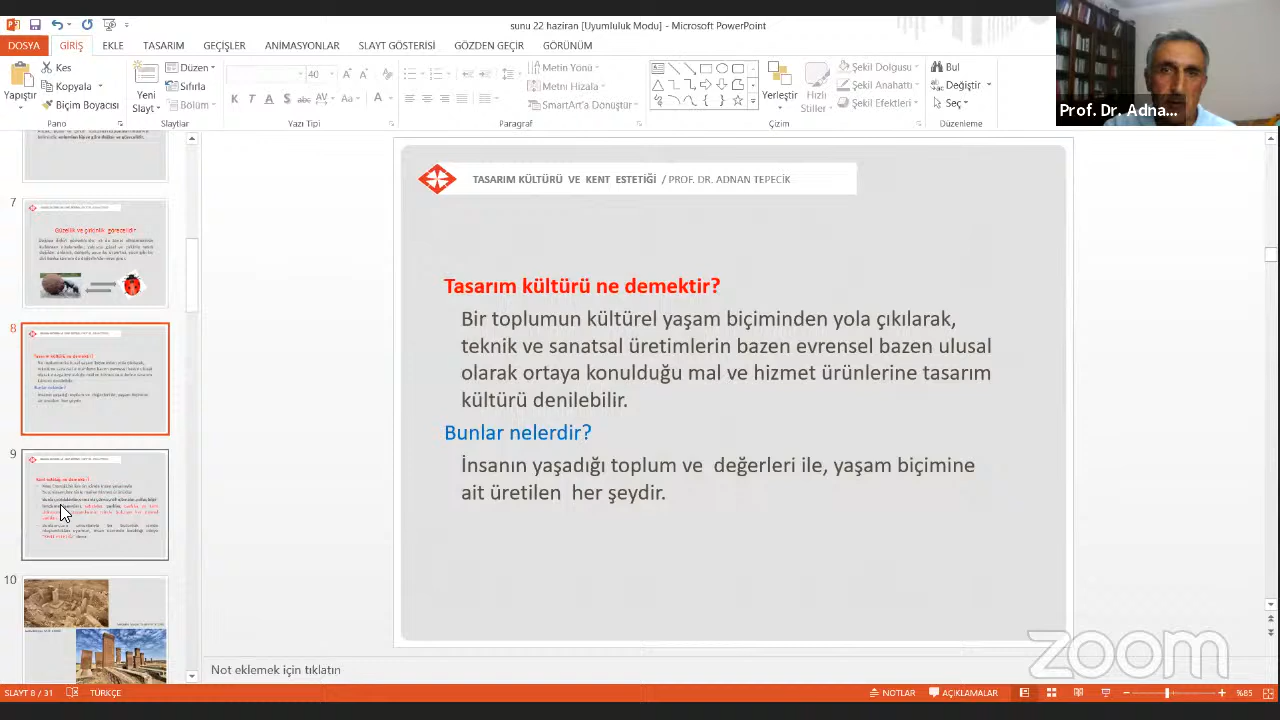 sunu 22 haziran [Uyumluluk Modu] - Microsoft PowerPoint
DOSYA GİRİŞ EKLE TASARIM GEÇİŞLER ANİMASYONLAR SLAYT GÖSTERİSİ GÖZDEN GEÇİR GÖRÜNÜM
Yapıştır
Kes
Kopyala
Biçim Boyacısı
Pano
Yeni Slayt
Düzen
Sıfırla
Bölüm
Slaytlar
40
Yazı Tipi
Metin Yönü
Metni Hizala
SmartArt'a Dönüştür
Paragraf
Yerleştir
Hızlı Stiller
Şekil Dolgusu
Şekil Anahattı
Şekil Efektleri
Çizim
Bul
Değiştir
Seç
Düzenleme
Prof. Dr. Adna...
7
Güzellik ve çirkinlik görecelidir
8
Tasarım kültürü ne demektir?
Bunlar nelerdir?
9
10
TASARIM KÜLTÜRÜ VE KENT ESTETİĞİ / PROF. DR. ADNAN TEPECİK
Tasarım kültürü ne demektir?
Bir toplumun kültürel yaşam biçiminden yola çıkılarak,
teknik ve sanatsal üretimlerin bazen evrensel bazen ulusal
olarak ortaya konulduğu mal ve hizmet ürünlerine tasarım
kültürü denilebilir.
Bunlar nelerdir?
İnsanın yaşadığı toplum ve değerleri ile, yaşam biçimine
ait üretilen her şeydir.
zoom
Not eklemek için tıklatın
SLAYT 8 / 31 TÜRKÇE NOTLAR AÇIKLAMALAR %85